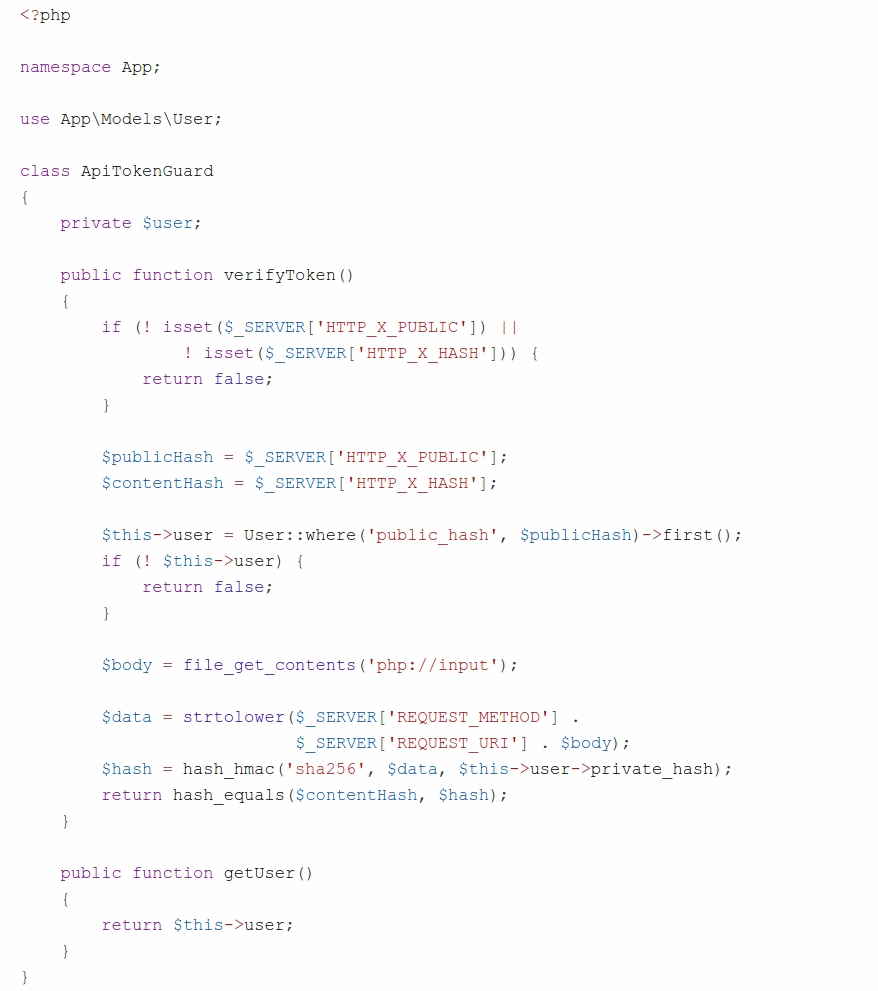 <?php

namespace App;

use App\Models\User;

class ApiTokenGuard
{
    private $user;

    public function verifyToken()
    {
        if (! isset($_SERVER['HTTP_X_PUBLIC']) ||
                ! isset($_SERVER['HTTP_X_HASH'])) {
            return false;
        }

        $publicHash = $_SERVER['HTTP_X_PUBLIC'];
        $contentHash = $_SERVER['HTTP_X_HASH'];

        $this->user = User::where('public_hash', $publicHash)->first();
        if (! $this->user) {
            return false;
        }

        $body = file_get_contents('php://input');

        $data = strtolower($_SERVER['REQUEST_METHOD'] .
                           $_SERVER['REQUEST_URI'] . $body);
        $hash = hash_hmac('sha256', $data, $this->user->private_hash);
        return hash_equals($contentHash, $hash);
    }

    public function getUser()
    {
        return $this->user;
    }
}